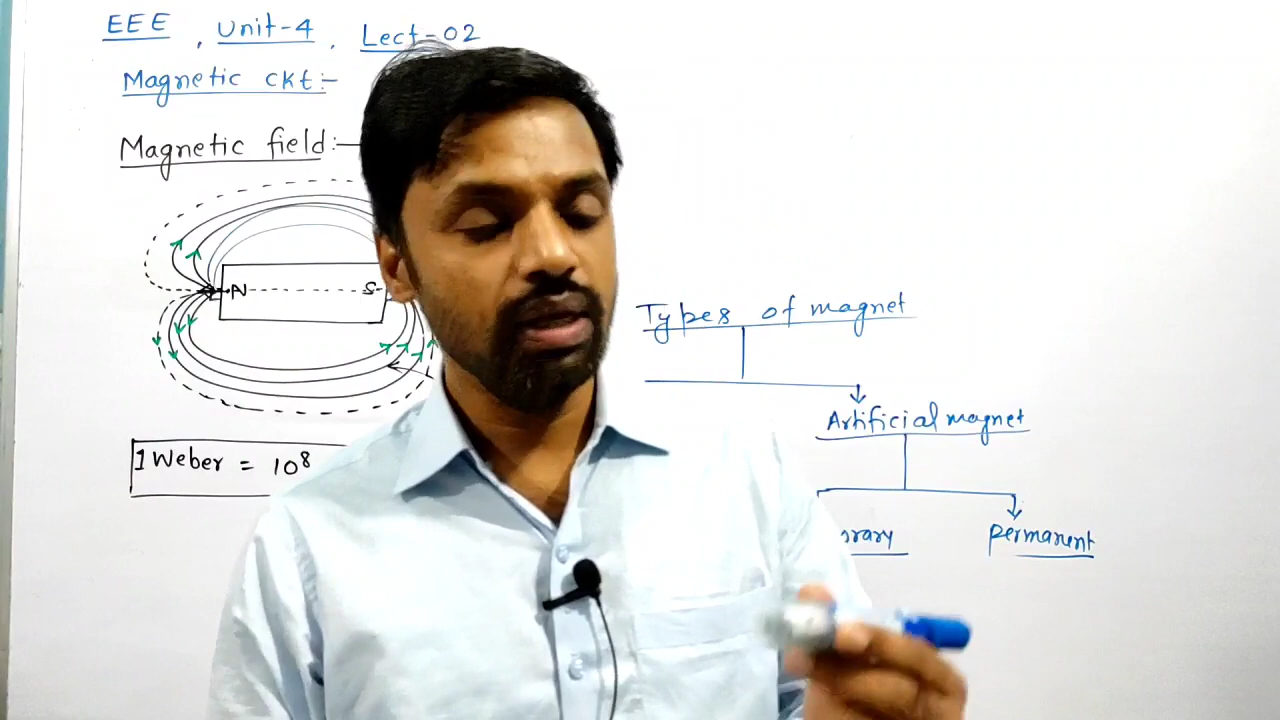 EEE , Unit-4 , Lect-02
Magnetic ckt:-
Magnetic field:-
N S
1 Weber = 10⁸
Types of magnet
Artificial magnet
permanent